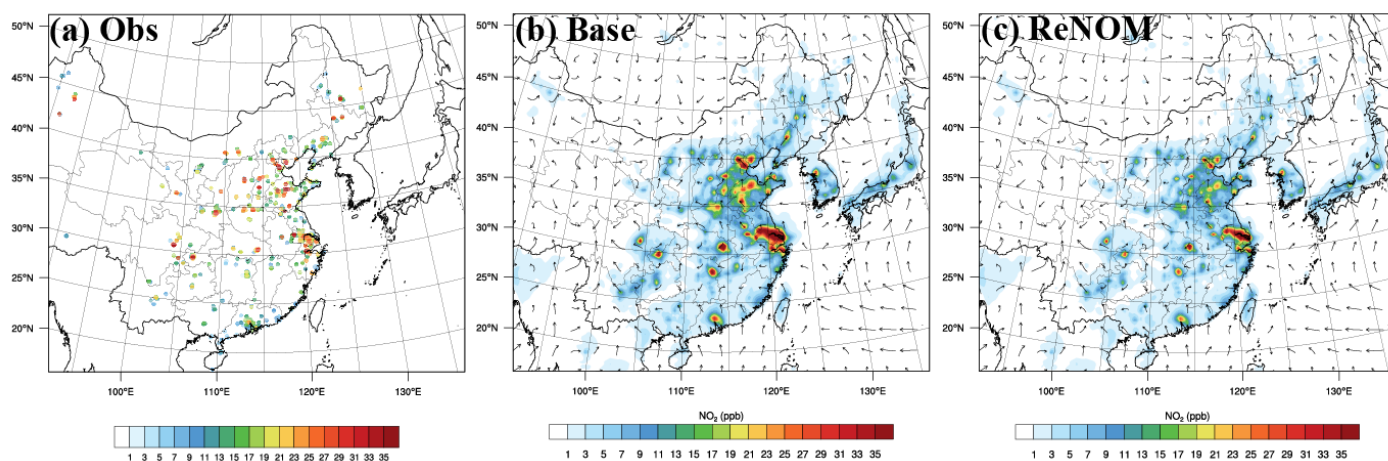 (a) Obs
50°N
45°N
40°N
35°N
30°N
25°N
20°N
100°E 110°E 120°E 130°E
1 3 5 7 9 11 13 15 17 19 21 23 25 27 29 31 33 35
(b) Base
50°N
45°N
40°N
35°N
30°N
25°N
20°N
100°E 110°E 120°E 130°E
NO₂ (ppb)
1 3 5 7 9 11 13 15 17 19 21 23 25 27 29 31 33 35
(c) ReNOM
50°N
45°N
40°N
35°N
30°N
25°N
20°N
100°E 110°E 120°E 130°E
NO₂ (ppb)
1 3 5 7 9 11 13 15 17 19 21 23 25 27 29 31 33 35